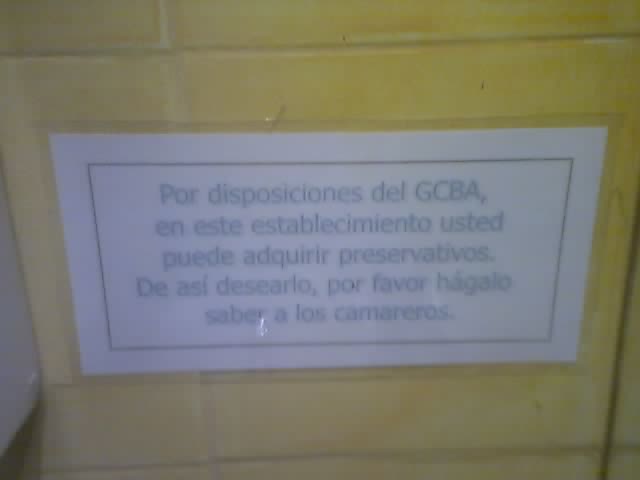 Por disposiciones del GCBA,
en este establecimiento usted
puede adquirir preservativos.
De así desearlo, por favor hágalo
saber a los camareros.